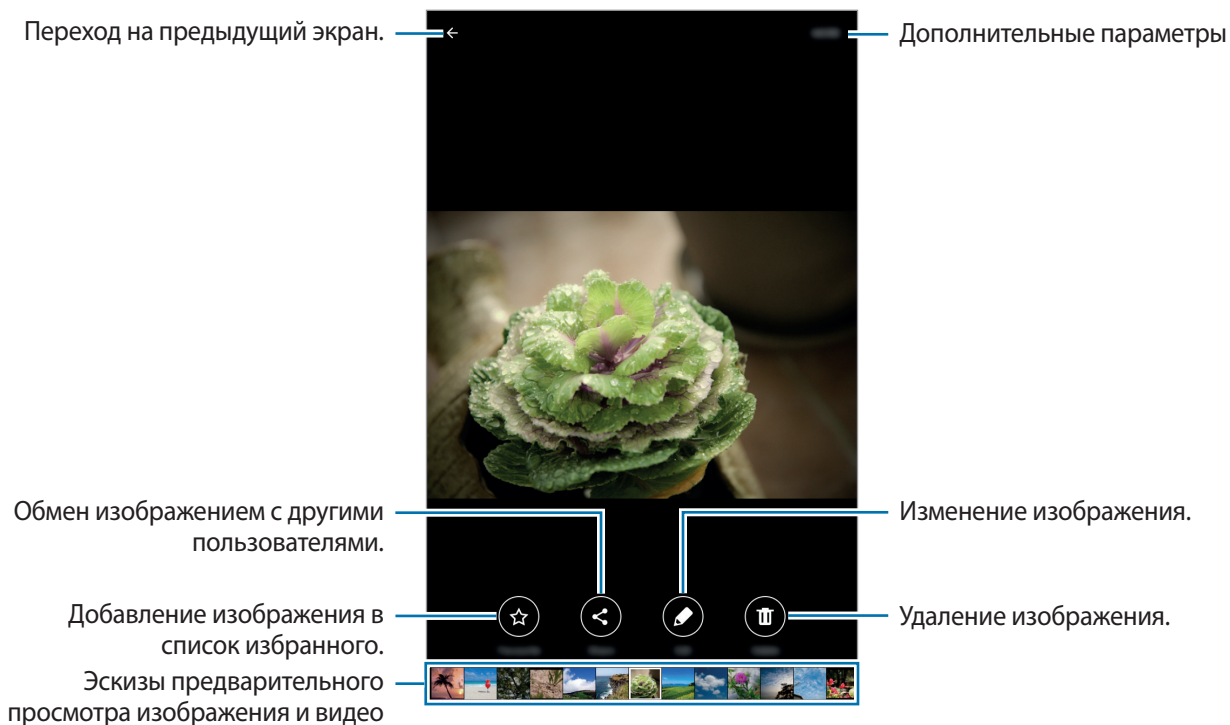 Переход на предыдущий экран.
Дополнительные параметры
Обмен изображением с другими
пользователями.
Изменение изображения.
Добавление изображения в
список избранного.
Удаление изображения.
Эскизы предварительного
просмотра изображения и видео